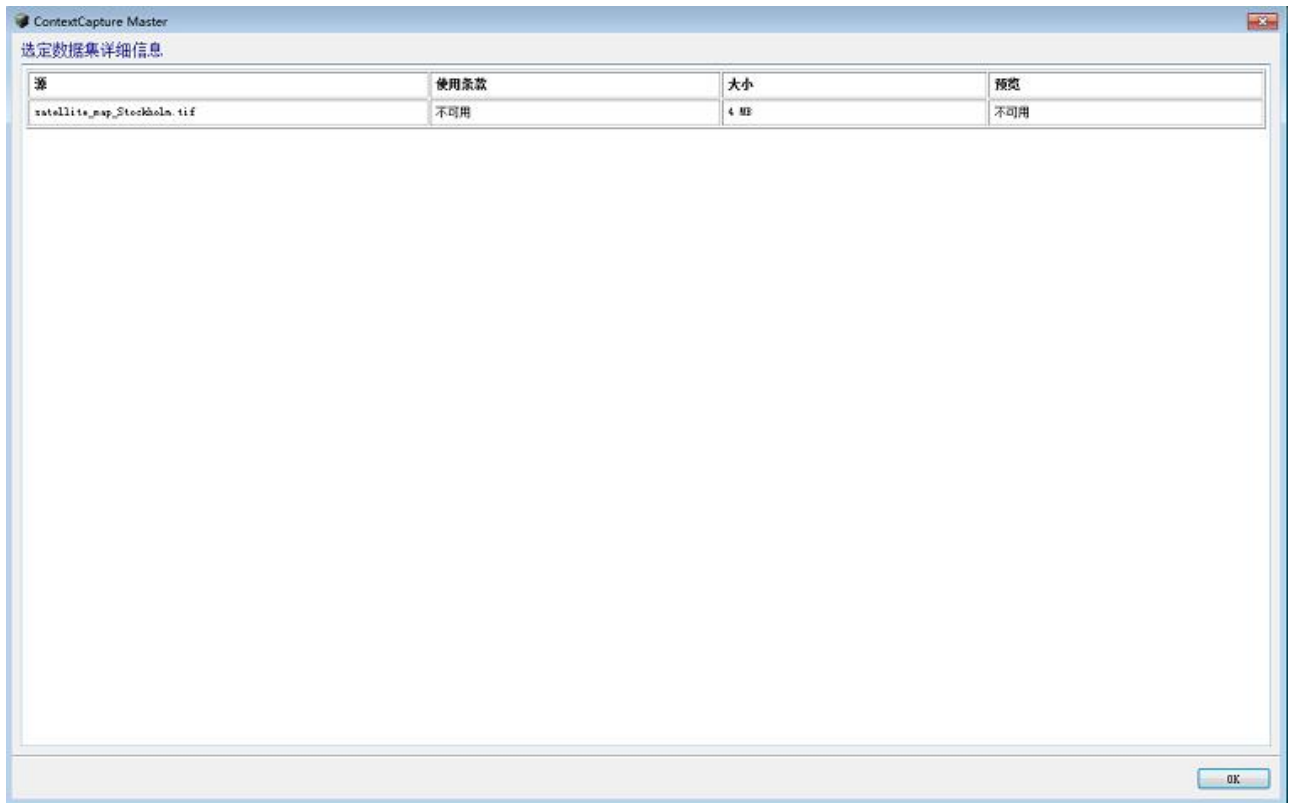 ContextCapture Master
选定数据集详细信息
源 使用条款 大小 预览
satellite_map_Stockholm.tif 不可用 4 MB 不可用
OK